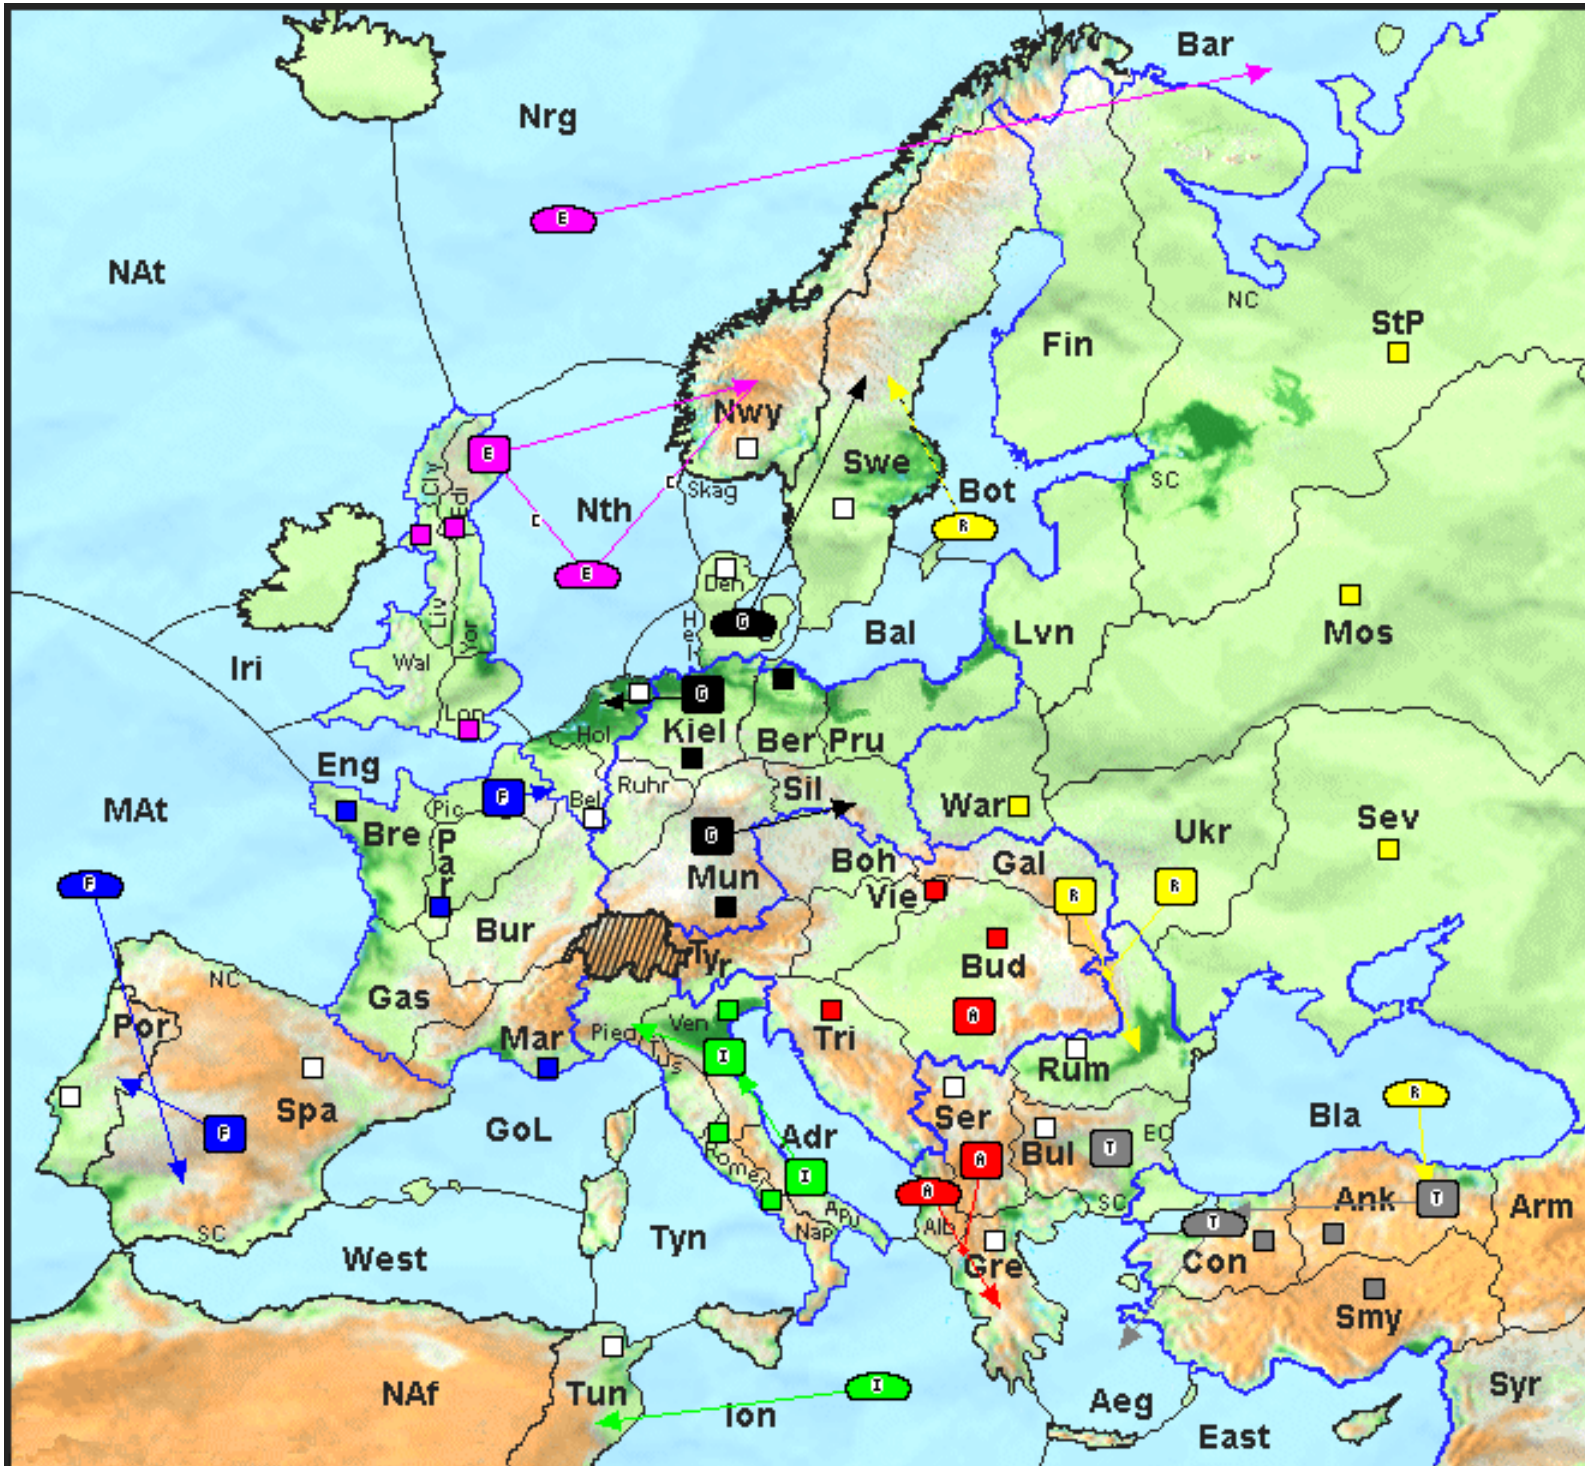 Bar
Nrg
E
NAt
NC
StP
Fin
Nwy
E
Swe
Cly
Edi
C
Skag
SC
Nth
C
Bot
R
E
Den
Mos
G
Liv
Yor
Hel
Bal
Lvn
Iri
Wal
G
Lon
Hol
Kiel
Ber
Pru
Eng
Ruhr
Sil
F
Bel
Pic
War
MAt
Bre
Par
G
Boh
Gal
Ukr
Sev
F
Mun
Vie
R
R
Bur
Tyr
Bud
NC
Gas
Por
Mar
Pied
Ven
A
Tri
Tus
I
Rum
R
Spa
Ser
Bla
F
GoL
Adr
EC
Bul
T
Rome
A
I
A
Ank
T
Arm
SC
Tyn
Apu
Nap
Alb
SC
T
West
Gre
Con
Smy
NAf
Tun
I
Ion
Aeg
Syr
East